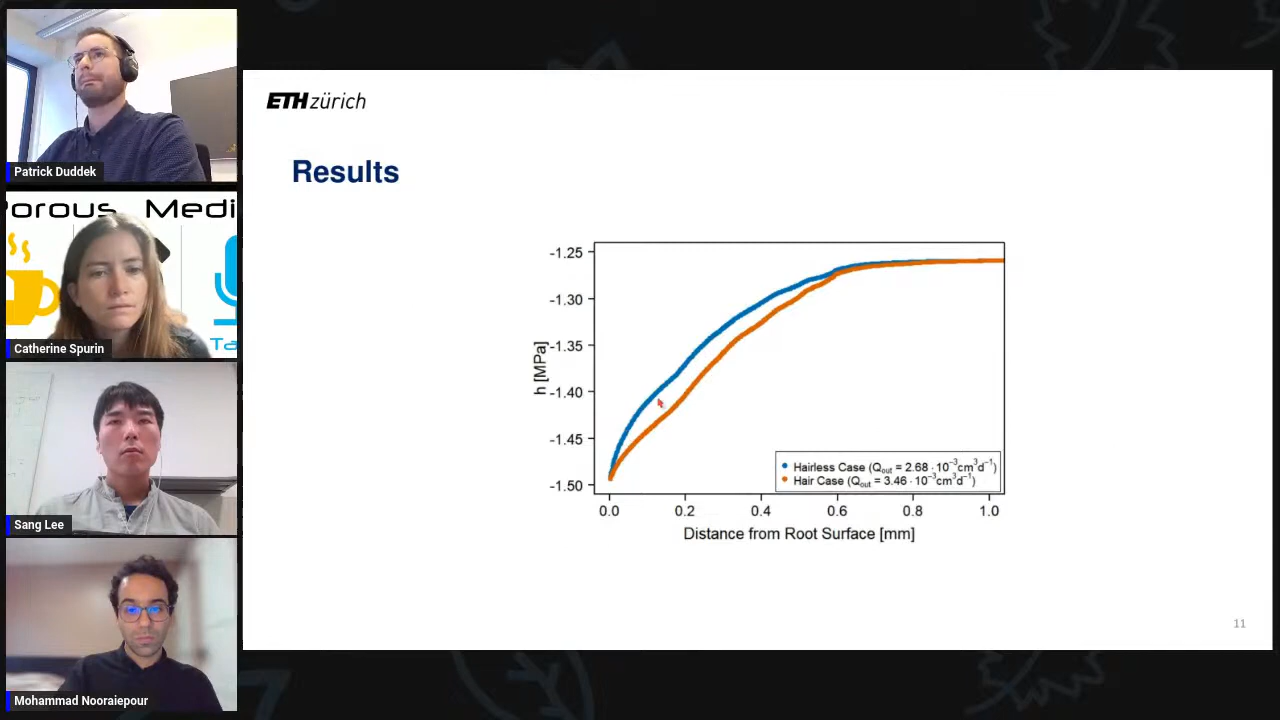 Patrick Duddek
Porous Medi
Ta
Catherine Spurin
Sang Lee
Mohammad Nooraiepour
ETH zürich
Results
h [MPa]
-1.25
-1.30
-1.35
-1.40
-1.45
-1.50
Hairless Case (Qout = 2.68 · 10⁻³cm³d⁻¹)
Hair Case (Qout = 3.46 · 10⁻³cm³d⁻¹)
0.0 0.2 0.4 0.6 0.8 1.0
Distance from Root Surface [mm]
11